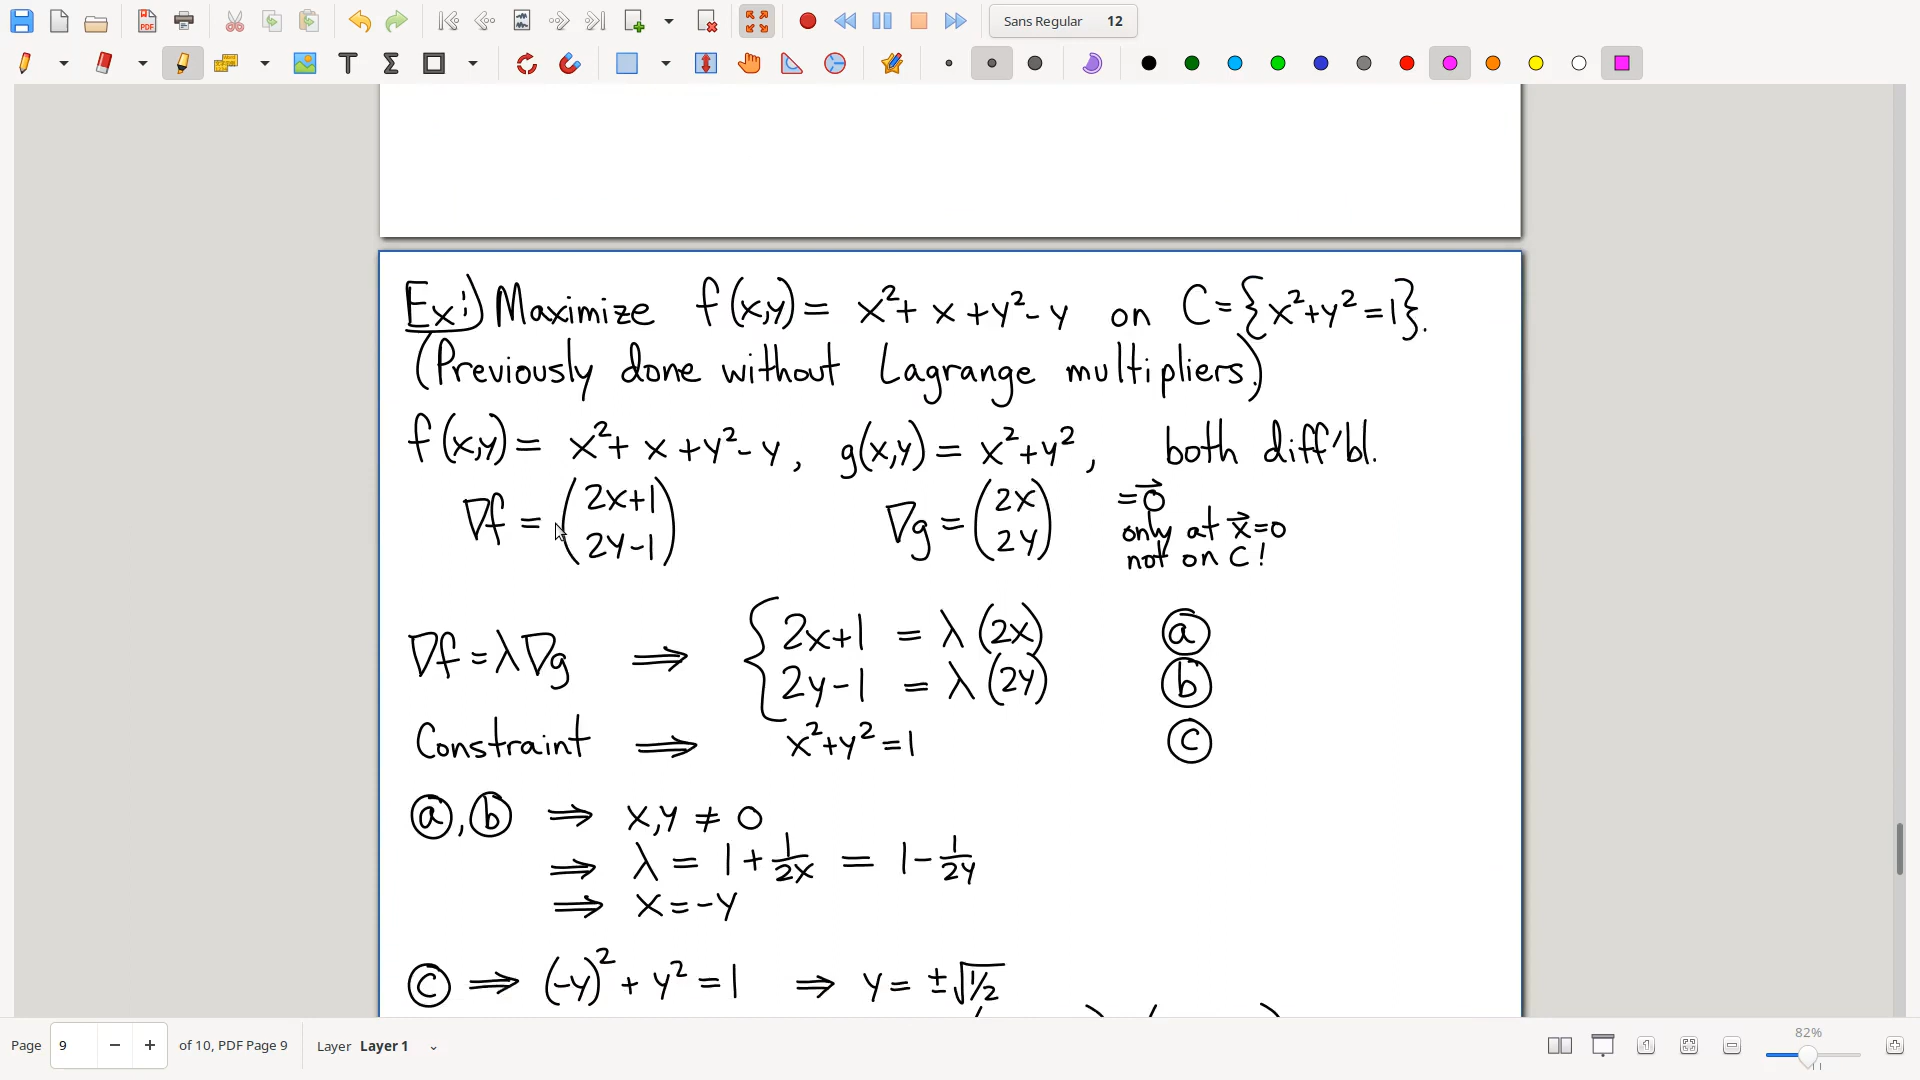 Sans Regular 12
Ex:) Maximize f(x,y) = x²+ x +y²- y on C={x²+y²=1}.
(Previously done without Lagrange multipliers.)
f(x,y) = x²+ x +y²- y, g(x,y) = x²+y², both diff'bl.
∇f = (2x+1 2y-1) ∇g = (2x 2y) = 0⃗ only at x⃗=0 not on C!
∇f = λ∇g ⟹ { 2x+1 = λ(2x) ⓐ
2y-1 = λ(2y) ⓑ
Constraint ⟹ x²+y²=1 ⓒ
ⓐ,ⓑ ⟹ x,y ≠ 0
⟹ λ = 1+ 1/2x = 1- 1/2y
⟹ x=-y
ⓒ ⟹ (-y)² + y² = 1 ⟹ y = ±√1/2
Page 9 of 10, PDF Page 9 Layer Layer 1 82%